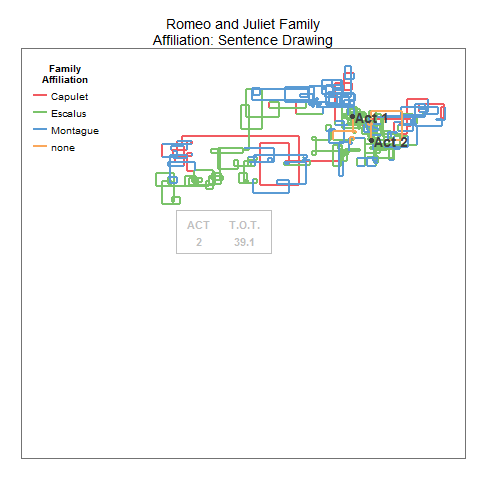 Romeo and Juliet Family
Affiliation: Sentence Drawing
Family
Affiliation
Capulet
Escalus
Montague
none
Act 1
Act 2
ACT T.O.T.
2 39.1